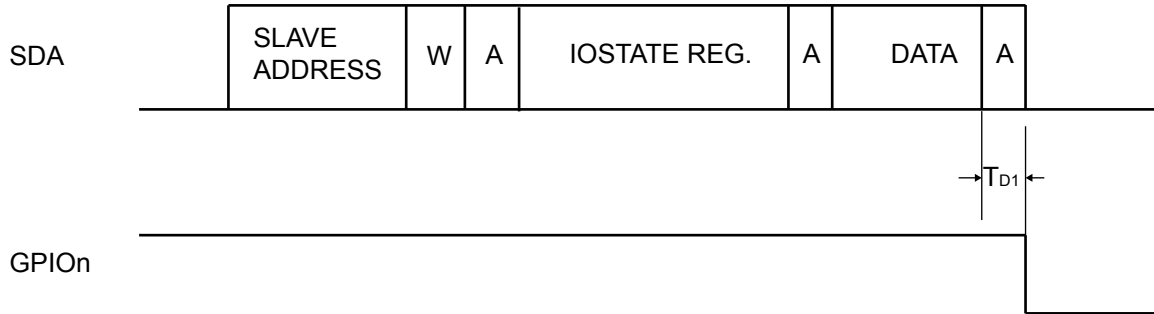 SDA
SLAVE
ADDRESS
W
A
IOSTATE REG.
A
DATA
A
TD1
GPIOn